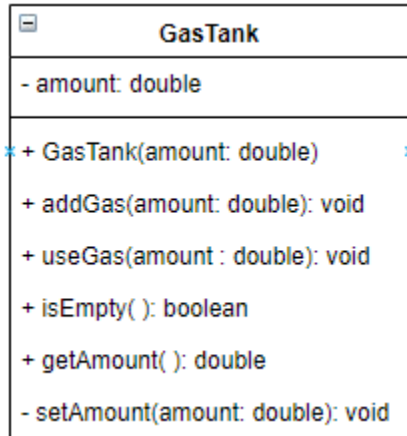 GasTank
- amount: double
+ GasTank(amount: double)
+ addGas(amount: double): void
+ useGas(amount : double): void
+ isEmpty( ): boolean
+ getAmount( ): double
- setAmount(amount: double): void